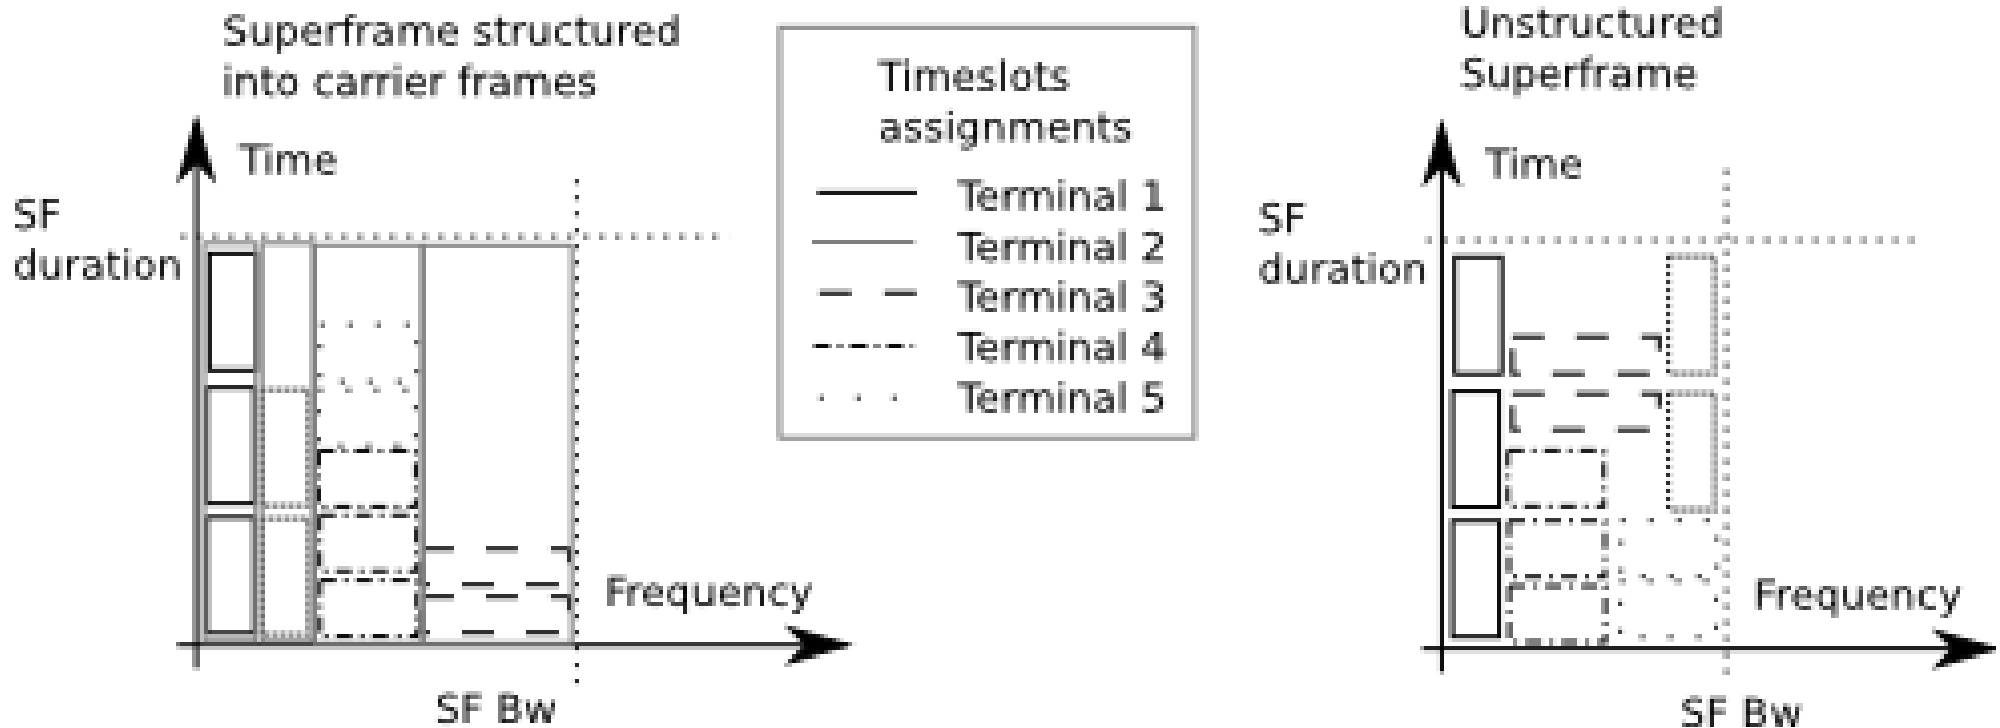 Superframe structured
into carrier frames
Time
SF
duration
Frequency
SF Bw
Timeslots
assignments
Terminal 1
Terminal 2
Terminal 3
Terminal 4
Terminal 5
Unstructured
Superframe
Time
SF
duration
Frequency
SF Bw